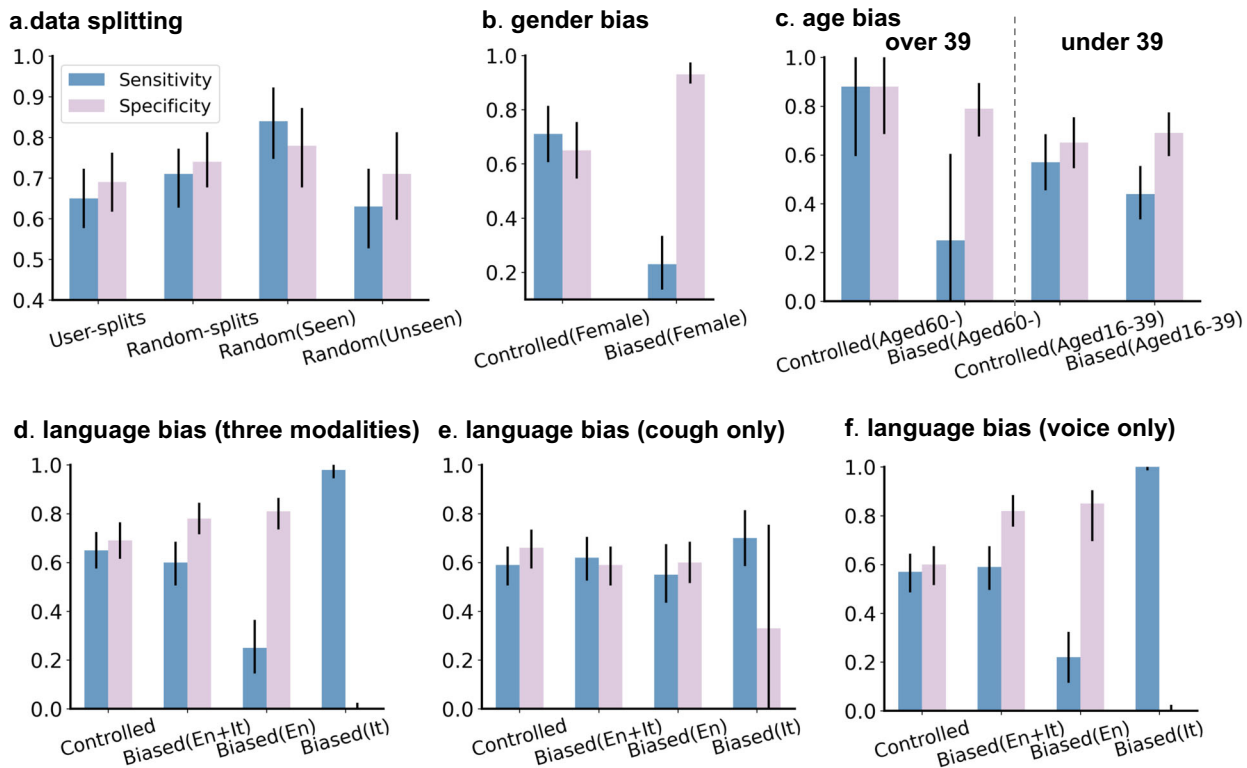 a.data splitting
1.0
0.9
0.8
0.7
0.6
0.5
0.4
Sensitivity
Specificity
User-splits
Random-splits
Random(Seen)
Random(Unseen)
b. gender bias
1.0
0.8
0.6
0.4
0.2
Controlled(Female)
Biased(Female)
c. age bias
over 39
under 39
1.0
0.8
0.6
0.4
0.2
0.0
Controlled(Aged60-)
Biased(Aged60-)
Controlled(Aged16-39)
Biased(Aged16-39)
d. language bias (three modalities)
1.0
0.8
0.6
0.4
0.2
0.0
Controlled
Biased(En+It)
Biased(En)
Biased(It)
e. language bias (cough only)
1.0
0.8
0.6
0.4
0.2
0.0
Controlled
Biased(En+It)
Biased(En)
Biased(It)
f. language bias (voice only)
1.0
0.8
0.6
0.4
0.2
0.0
Controlled
Biased(En+It)
Biased(En)
Biased(It)